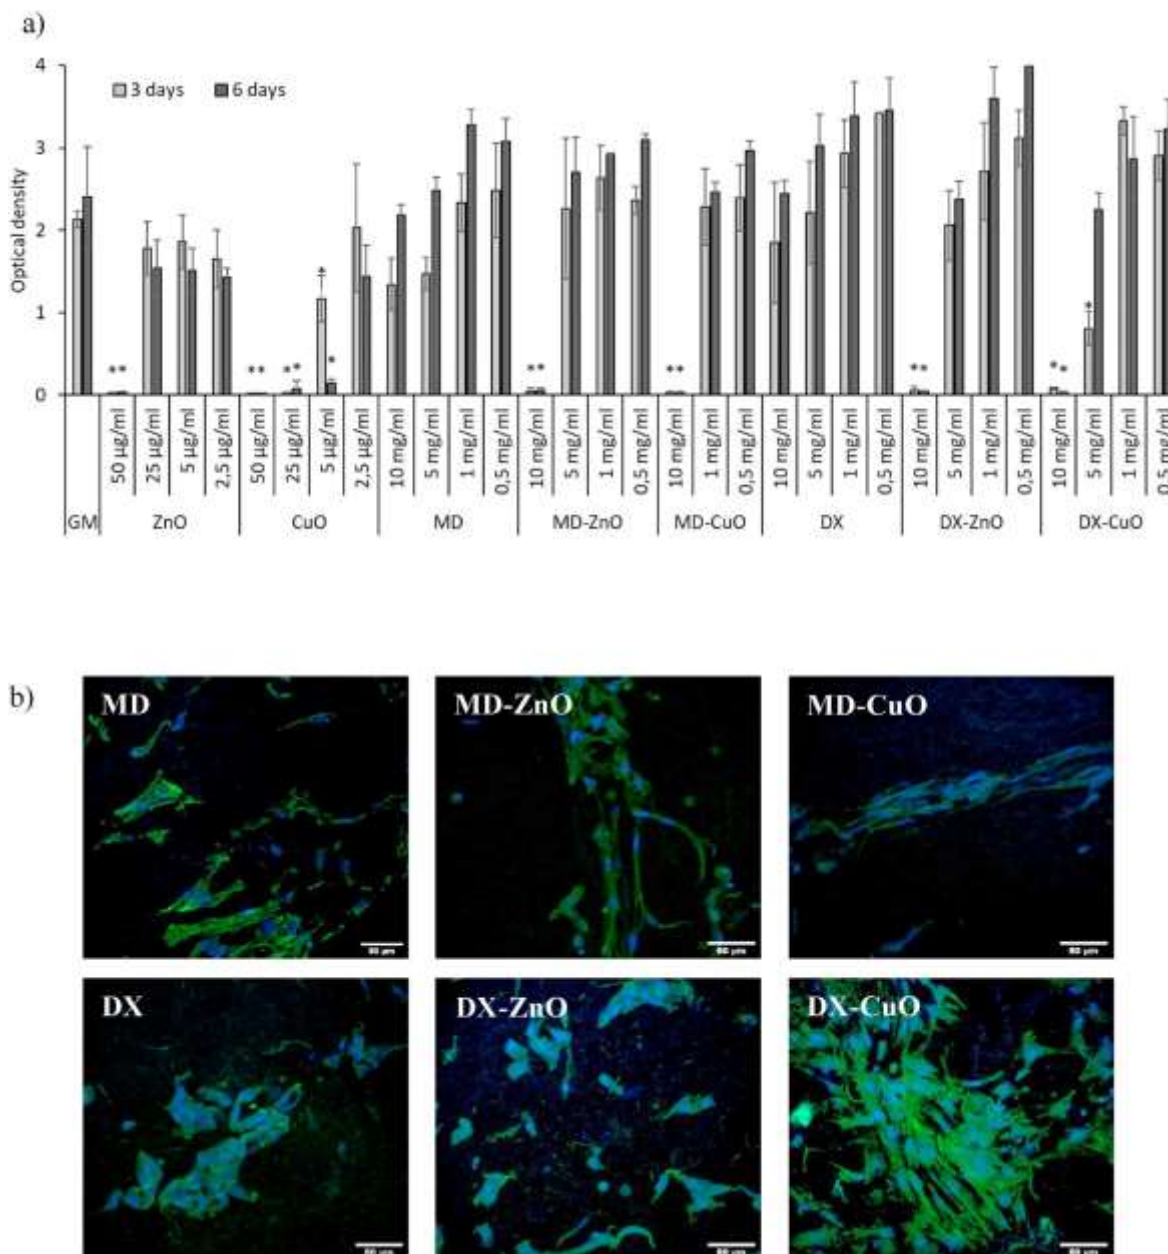 a)
4
3 days 6 days
3
Optical density
2
1
0
* * * * * * * * * * * * * * * * *
50 µg/ml 25 µg/ml 5 µg/ml 2,5 µg/ml 50 µg/ml 25 µg/ml 5 µg/ml 2,5 µg/ml 10 mg/ml 5 mg/ml 1 mg/ml 0,5 mg/ml 10 mg/ml 5 mg/ml 1 mg/ml 0,5 mg/ml 10 mg/ml 1 mg/ml 0,5 mg/ml 10 mg/ml 5 mg/ml 1 mg/ml 0,5 mg/ml 10 mg/ml 5 mg/ml 1 mg/ml 0,5 mg/ml 10 mg/ml 5 mg/ml 1 mg/ml 0,5 mg/ml
GM ZnO CuO MD MD-ZnO MD-CuO DX DX-ZnO DX-CuO
b)
MD MD-ZnO MD-CuO
DX DX-ZnO DX-CuO